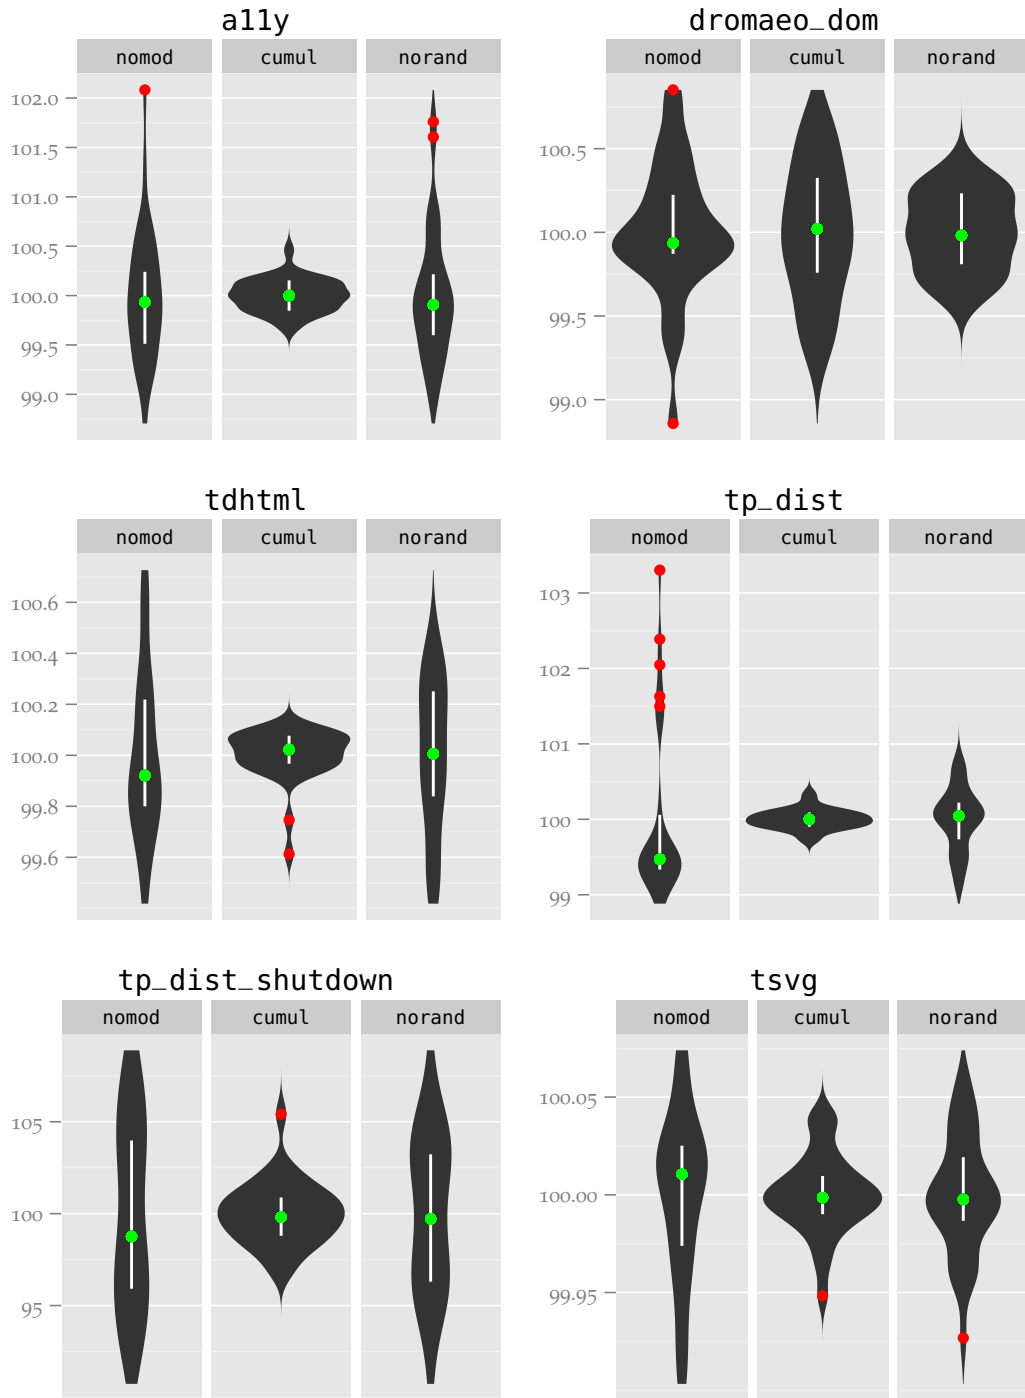 a11y
nomod cumul norand
102.0
101.5
101.0
100.5
100.0
99.5
99.0
dromaeo_dom
nomod cumul norand
100.5
100.0
99.5
99.0
tdhtml
nomod cumul norand
100.6
100.4
100.2
100.0
99.8
99.6
tp_dist
nomod cumul norand
103
102
101
100
99
tp_dist_shutdown
nomod cumul norand
105
100
95
tsvg
nomod cumul norand
100.05
100.00
99.95